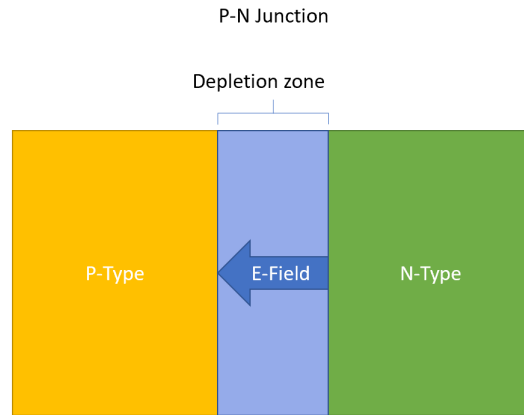 P-N Junction
Depletion zone
P-Type
E-Field
N-Type